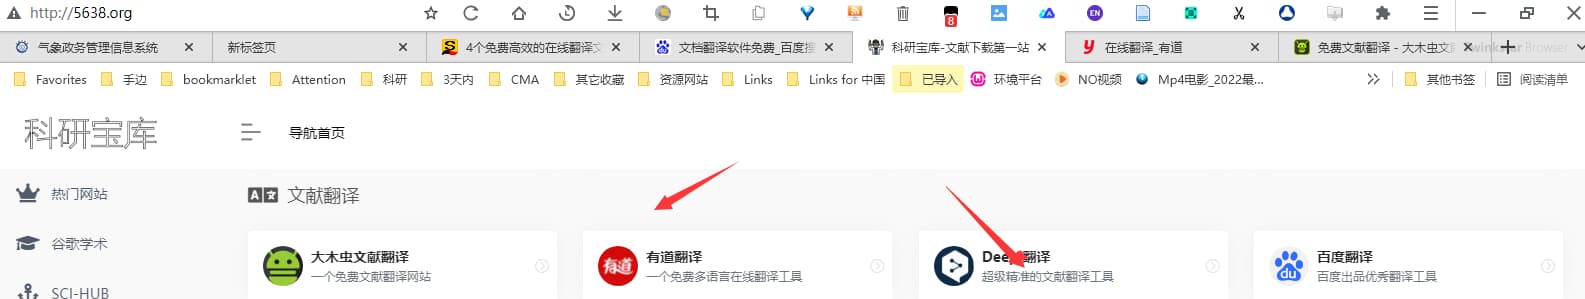 http://5638.org
EN
8
气象政务管理信息系统
新标签页
4个免费高效的在线翻译
文档翻译软件免费_百度搜
科研宝库-文献下载第一站
在线翻译_有道
免费文献翻译 - 大木虫文
Browser
Favorites
手边
bookmarklet
Attention
科研
3天内
CMA
其它收藏
资源网站
Links
Links for 中国
已导入
环境平台
NO视频
Mp4电影_2022最...
其他书签
阅读清单
科研宝库
导航首页
热门网站
A 文
文献翻译
谷歌学术
SCI-HUB
大木虫文献翻译
一个免费文献翻译网站
有道
有道翻译
一个免费多语言在线翻译工具
翻译
超级精准的文献翻译工具
du
百度翻译
百度出品优秀翻译工具